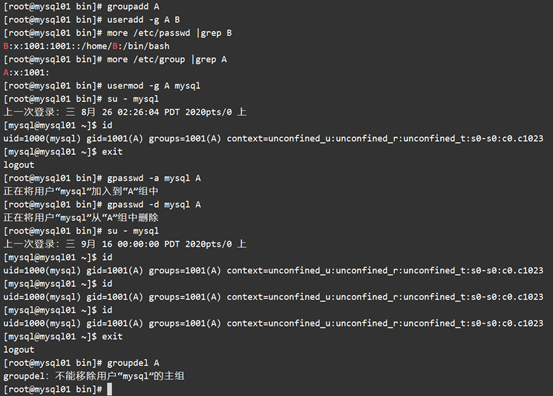 [root@mysql01 bin]# groupadd A
[root@mysql01 bin]# useradd -g A B
[root@mysql01 bin]# more /etc/passwd |grep B
B:x:1001:1001::/home/B:/bin/bash
[root@mysql01 bin]# more /etc/group |grep A
A:x:1001:
[root@mysql01 bin]# usermod -g A mysql
[root@mysql01 bin]# su - mysql
上一次登录：三 8月 26 02:26:04 PDT 2020pts/0 上
[mysql@mysql01 ~]$ id
uid=1000(mysql) gid=1001(A) groups=1001(A) context=unconfined_u:unconfined_r:unconfined_t:s0-s0:c0.c1023
[mysql@mysql01 ~]$ exit
logout
[root@mysql01 bin]# gpasswd -a mysql A
正在将用户“mysql”加入到“A”组中
[root@mysql01 bin]# gpasswd -d mysql A
正在将用户“mysql”从“A”组中删除
[root@mysql01 bin]# su - mysql
上一次登录：三 9月 16 00:00:00 PDT 2020pts/0 上
[mysql@mysql01 ~]$ id
uid=1000(mysql) gid=1001(A) groups=1001(A) context=unconfined_u:unconfined_r:unconfined_t:s0-s0:c0.c1023
[mysql@mysql01 ~]$ id
uid=1000(mysql) gid=1001(A) groups=1001(A) context=unconfined_u:unconfined_r:unconfined_t:s0-s0:c0.c1023
[mysql@mysql01 ~]$ id
uid=1000(mysql) gid=1001(A) groups=1001(A) context=unconfined_u:unconfined_r:unconfined_t:s0-s0:c0.c1023
[mysql@mysql01 ~]$ exit
logout
[root@mysql01 bin]# groupdel A
groupdel：不能移除用户“mysql”的主组
[root@mysql01 bin]#